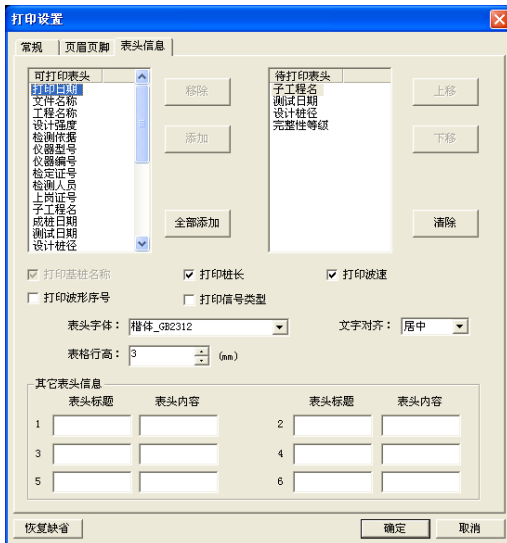 打印设置
常规 页眉页脚 表头信息
可打印表头
打印日期
文件名称
工程名称
设计强度
检测依据
仪器型号
仪器编号
检定证号
检测人员
上岗证号
子工程名
成桩日期
测试日期
设计桩径
移除
添加
全部添加
待打印表头
子工程名
测试日期
设计桩径
完整性等级
上移
下移
清除
打印基桩名称 打印桩长 打印波速
打印波形序号 打印信号类型
表头字体： 楷体_GB2312 文字对齐： 居中
表格行高： 3 (mm)
其它表头信息
表头标题 表头内容 表头标题 表头内容
1 2
3 4
5 6
恢复缺省 确定 取消